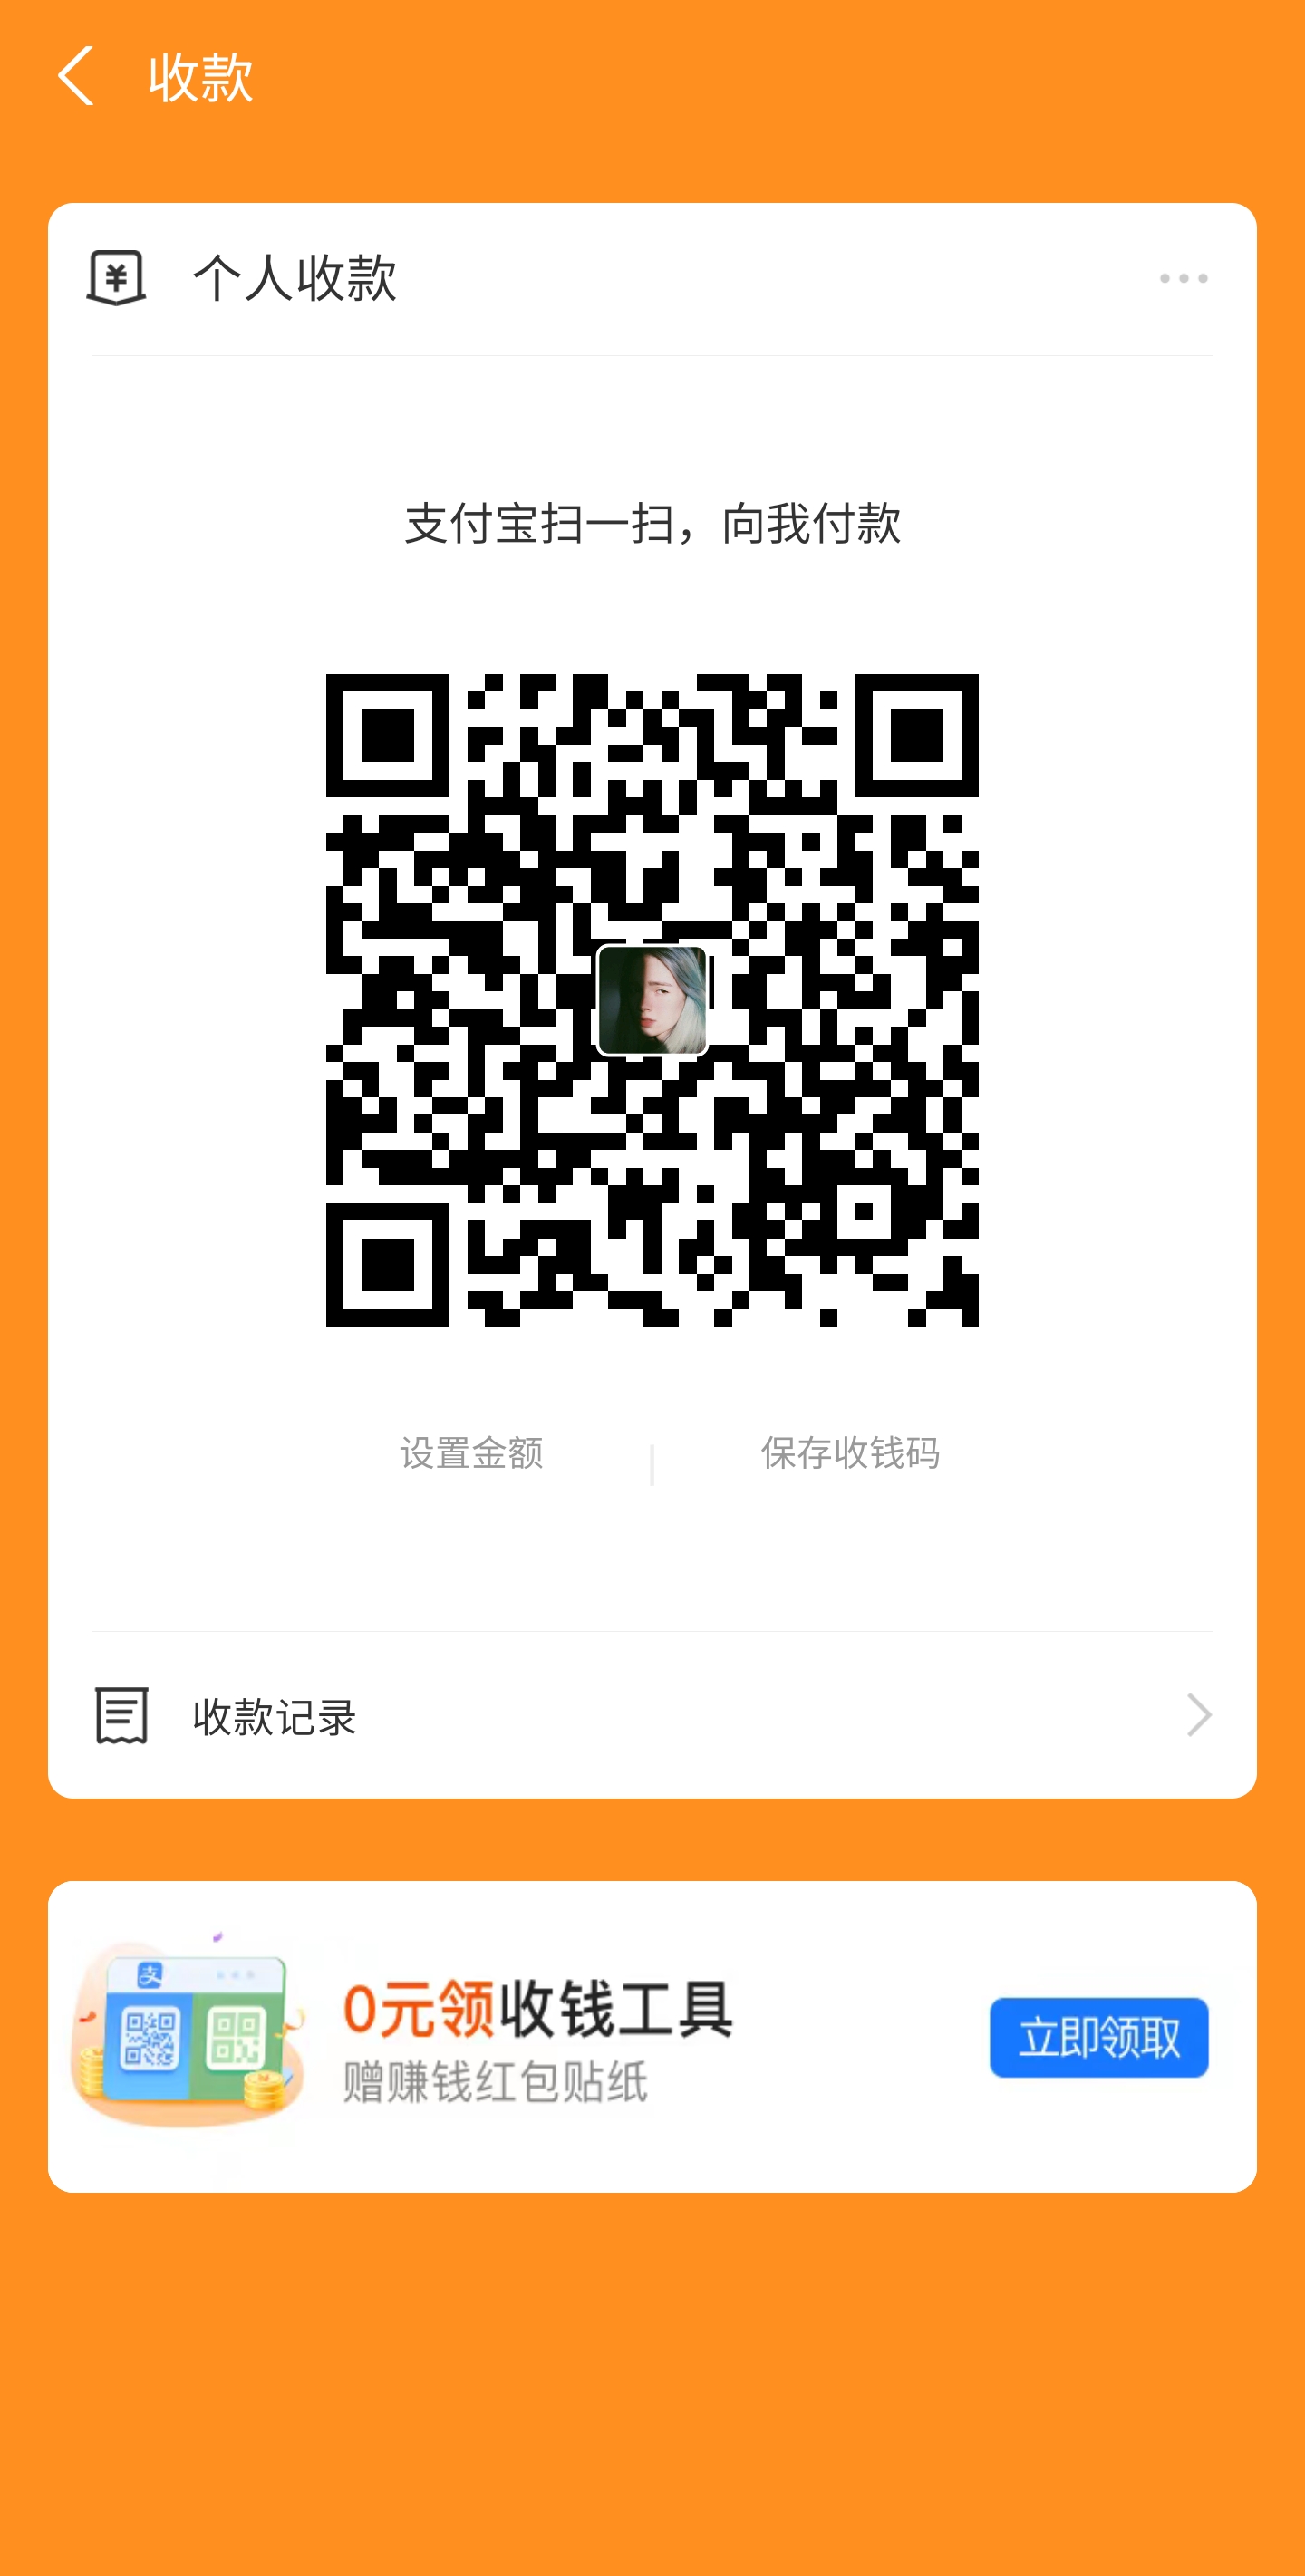 收款
个人收款
支付宝扫一扫，向我付款
设置金额
保存收钱码
收款记录
支
0元领收钱工具
赠赚钱红包贴纸
立即领取